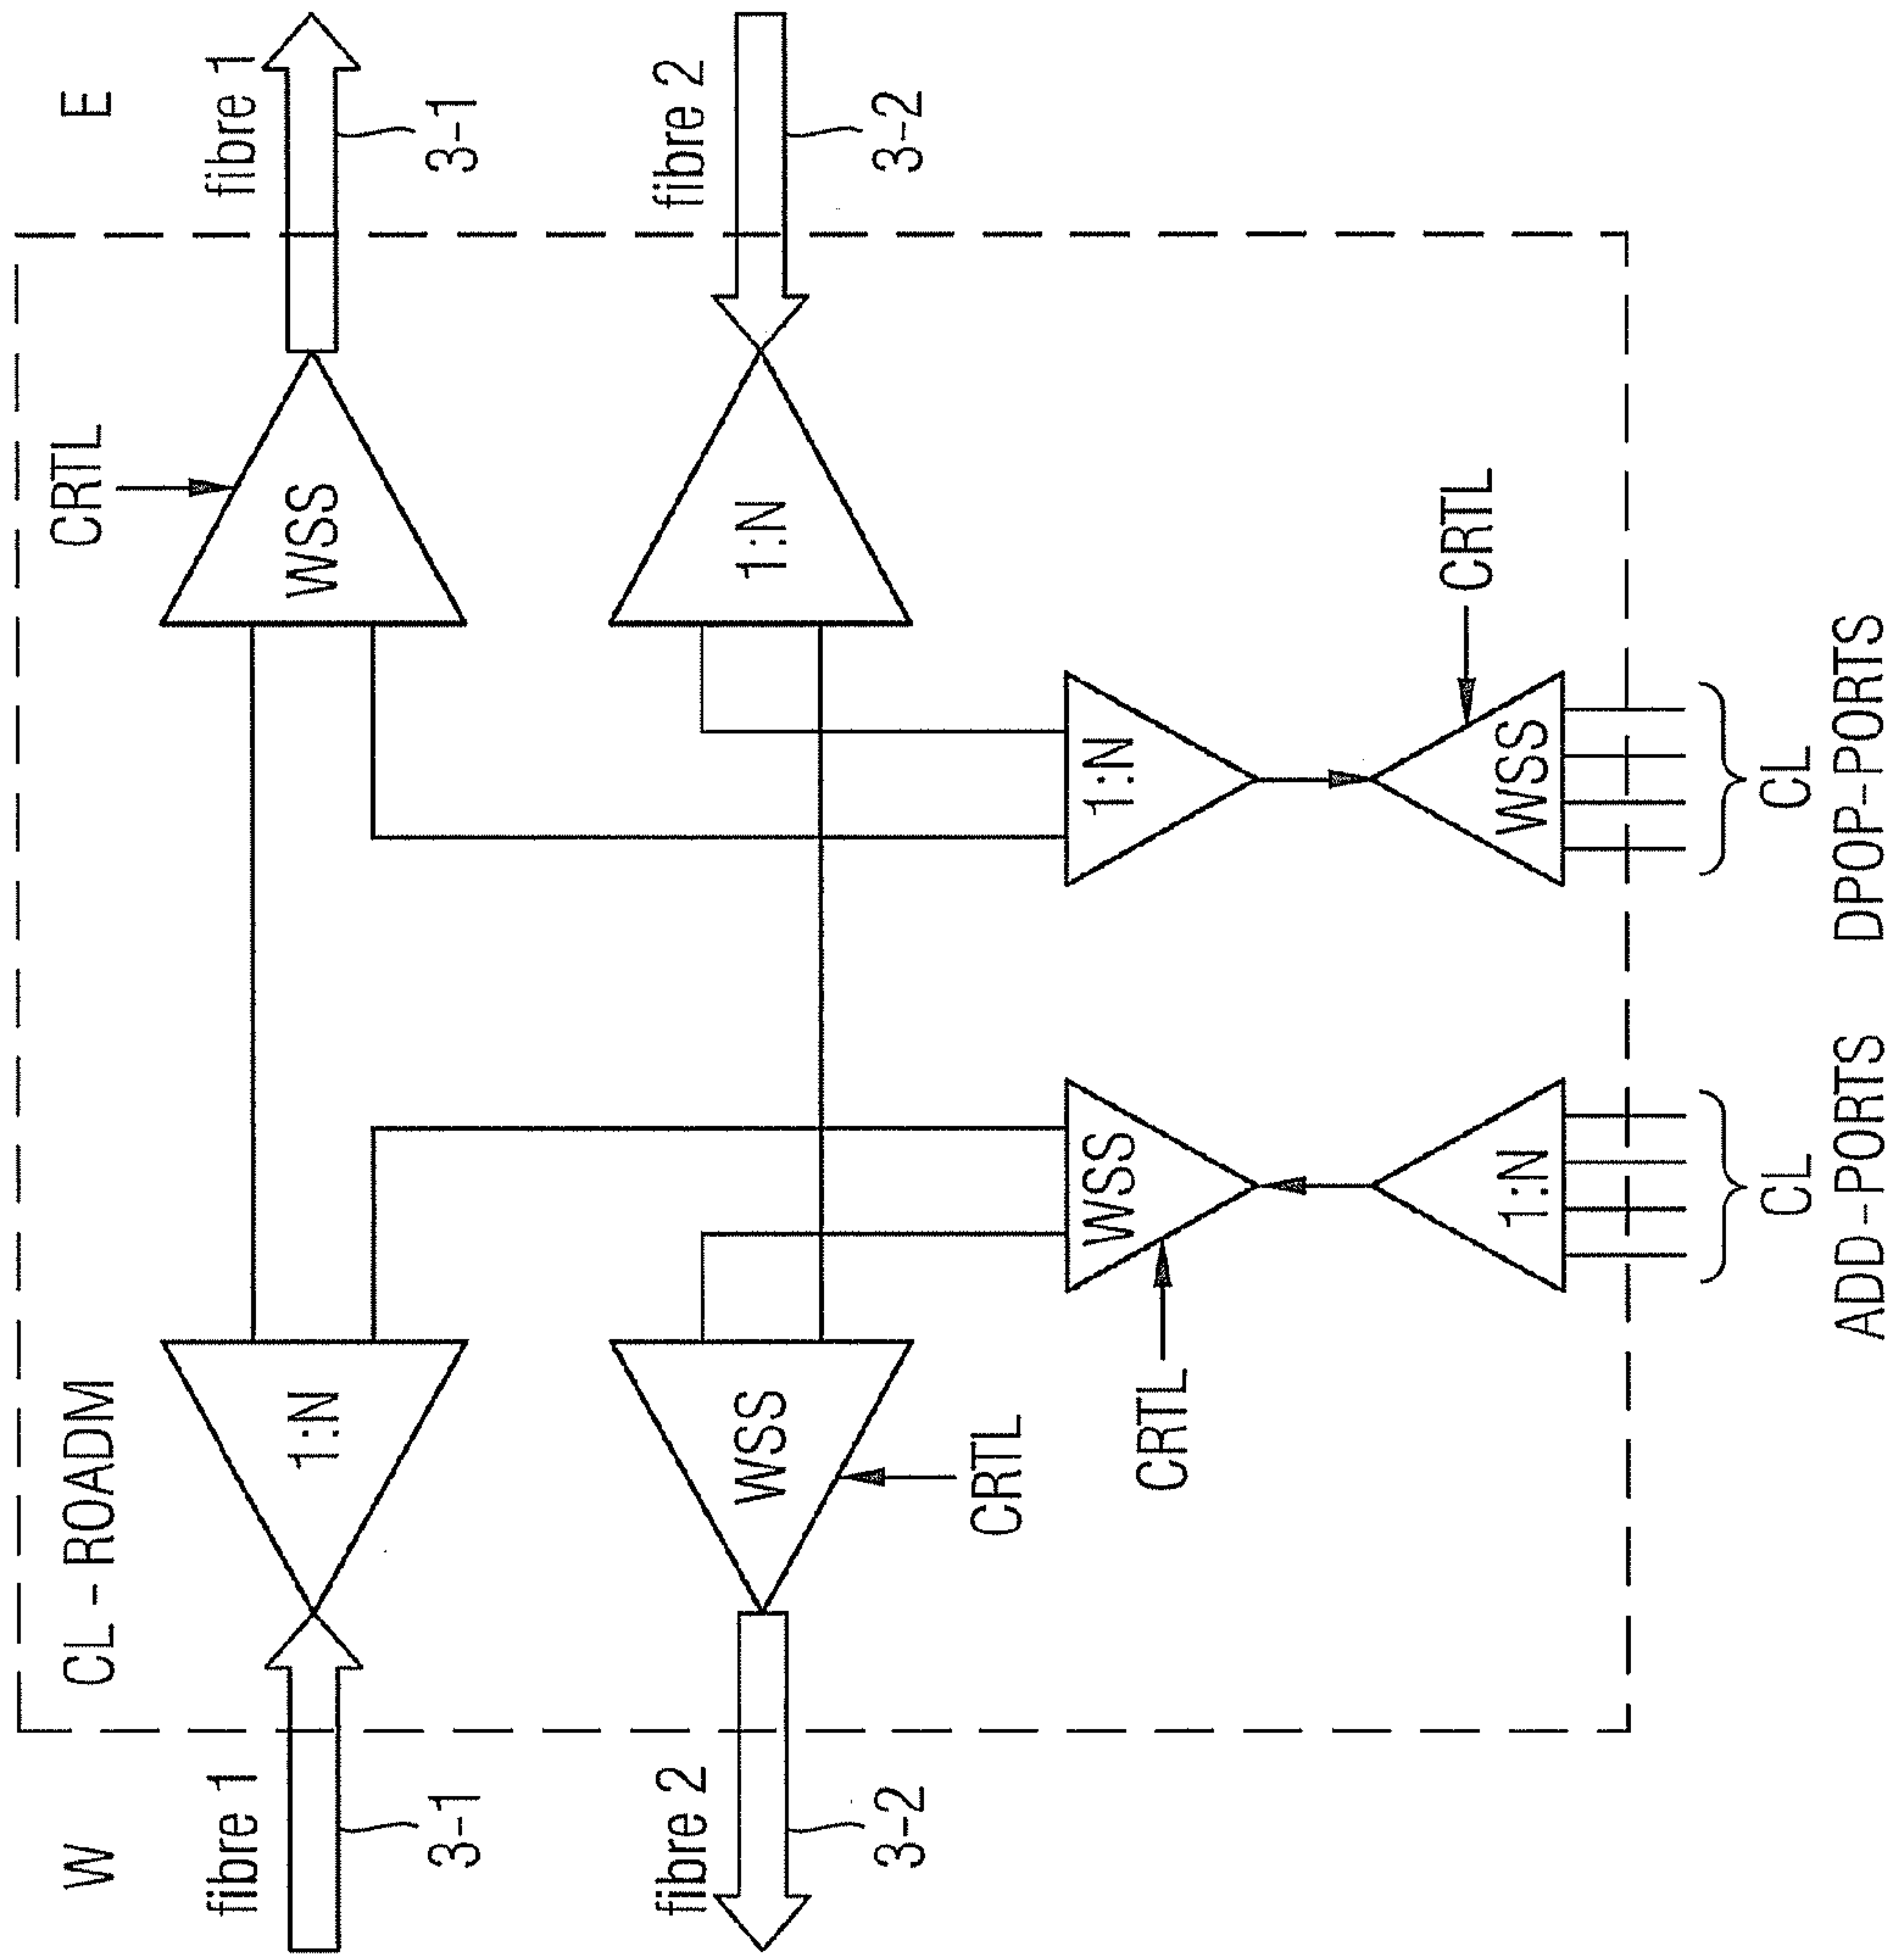 W
CL-ROADM
CRTL
E
fibre 1
fibre 1
1:N
WSS
3-1
3-1
fibre 2
fibre 2
WSS
1:N
3-2
3-2
CRTL
WSS
1:N
CRTL
CRTL
1:N
WSS
CL
CL
ADD-PORTS
DPOP-PORTS